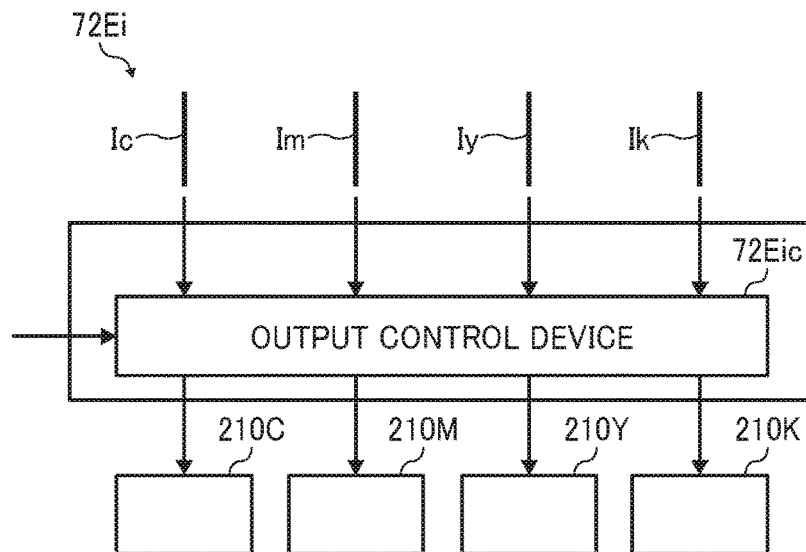 72Ei
Ic Im Iy Ik
72Eic
OUTPUT CONTROL DEVICE
210C 210M 210Y 210K